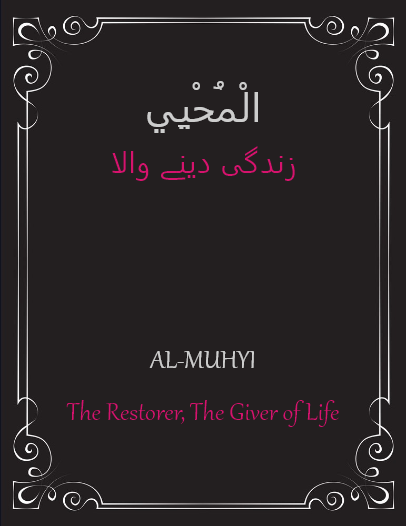 الْمُحْيِي
زندگی دینے والا
AL-MUHYI
The Restorer, The Giver of Life